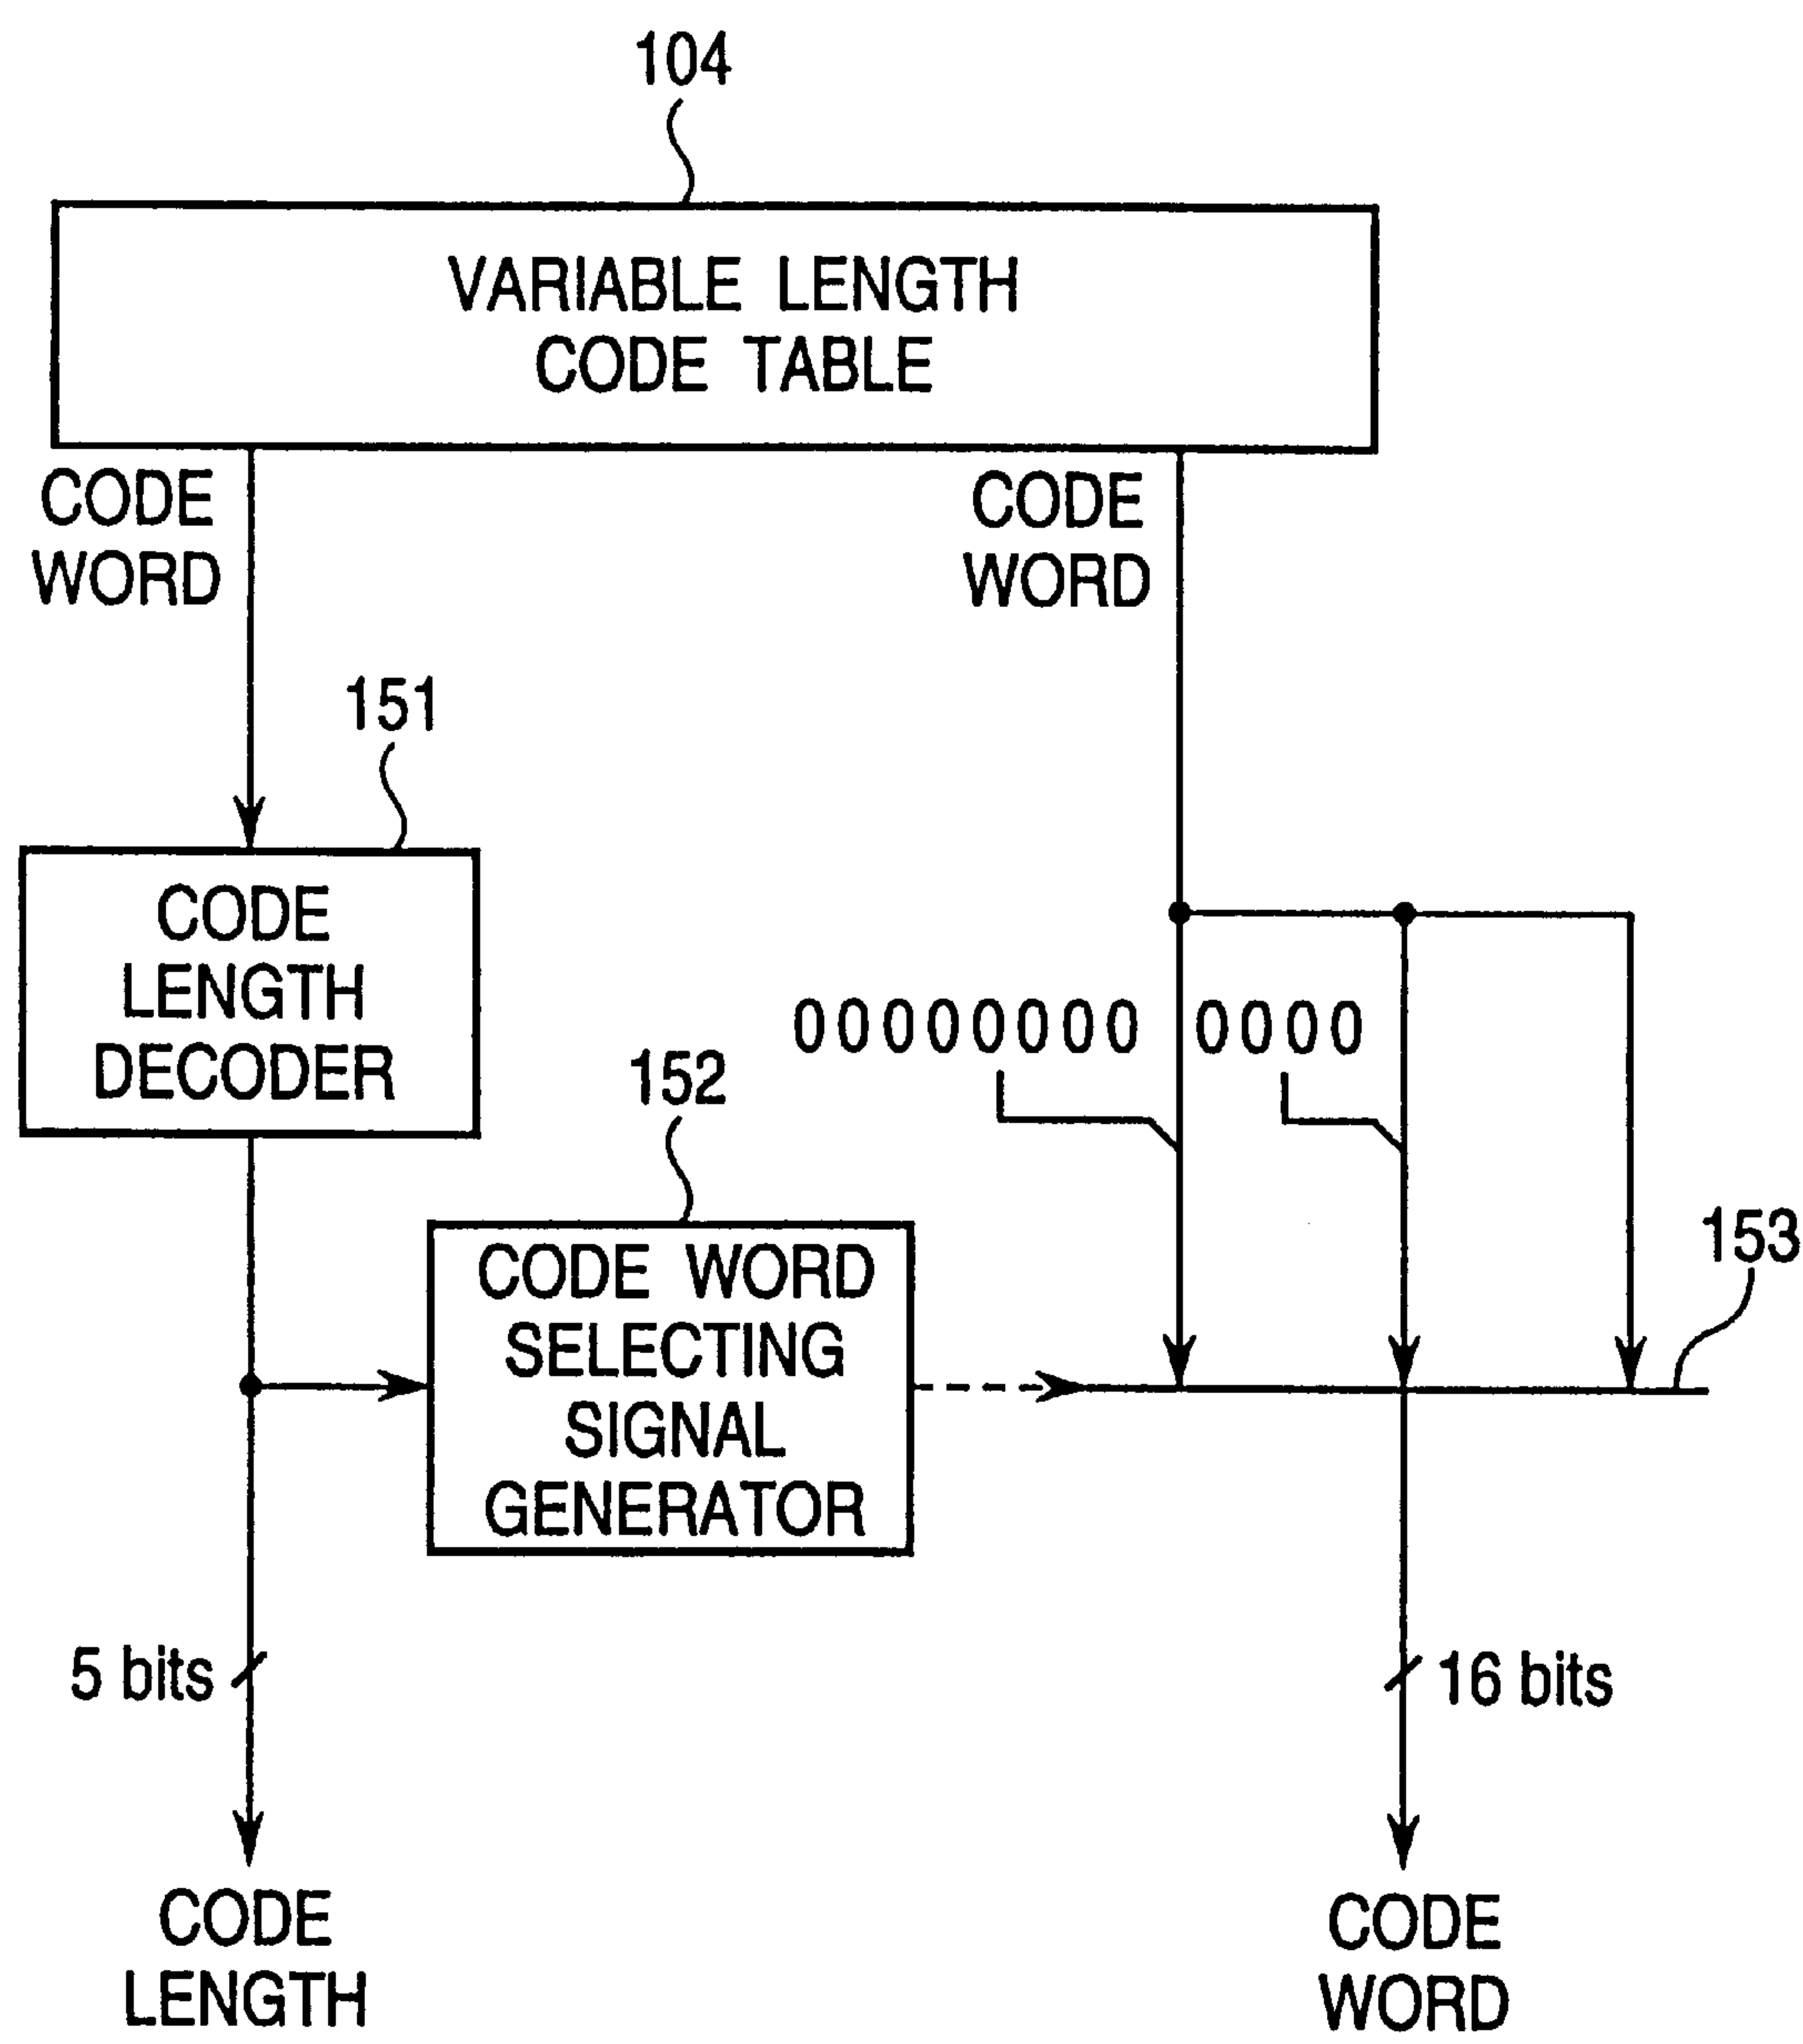 104
VARIABLE LENGTH
CODE TABLE
CODE
WORD
CODE
WORD
151
CODE
LENGTH
DECODER
00000000
0000
152
CODE WORD
SELECTING
SIGNAL
GENERATOR
153
5 bits
16 bits
CODE
LENGTH
CODE
WORD